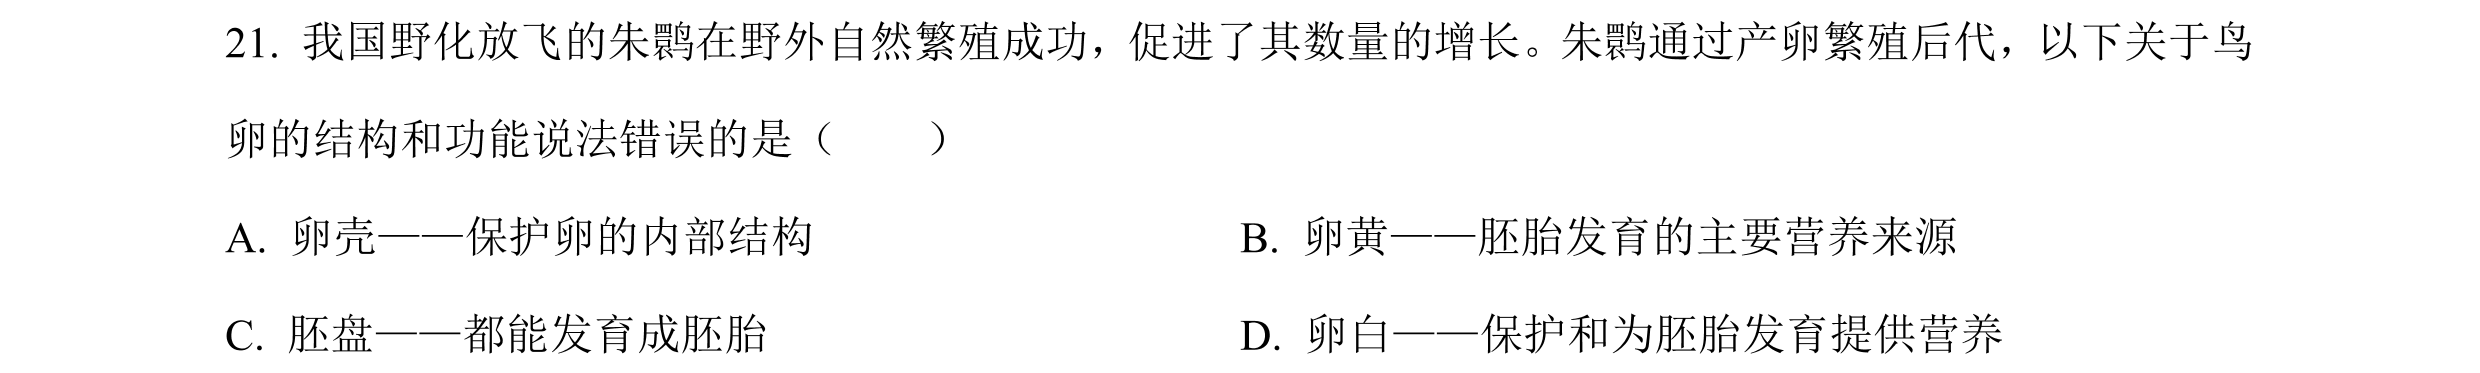 21. 我国野化放飞的朱鹮在野外自然繁殖成功，促进了其数量的增长。朱鹮通过产卵繁殖后代，以下关于鸟
卵的结构和功能说法错误的是（　　）
A. 卵壳——保护卵的内部结构　　B. 卵黄——胚胎发育的主要营养来源
C. 胚盘——都能发育成胚胎　　D. 卵白——保护和为胚胎发育提供营养